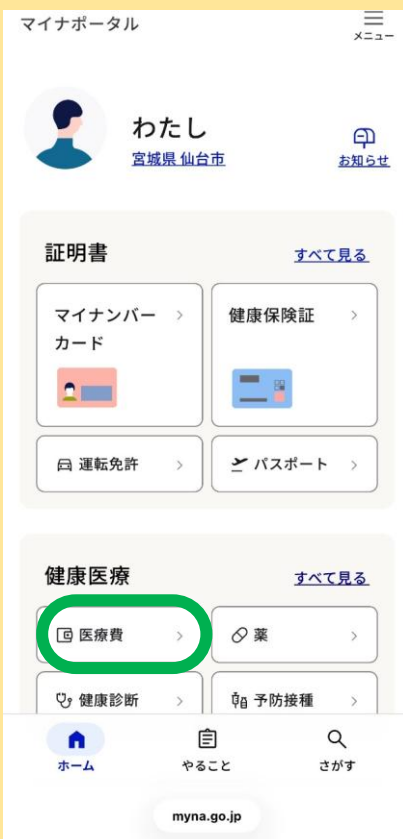 マイナポータル
メニュー
わたし
宮城県 仙台市
お知らせ
証明書
すべて見る
マイナンバー
カード
健康保険証
運転免許
パスポート
健康医療
すべて見る
医療費
薬
健康診断
予防接種
ホーム
やること
さがす
myna.go.jp